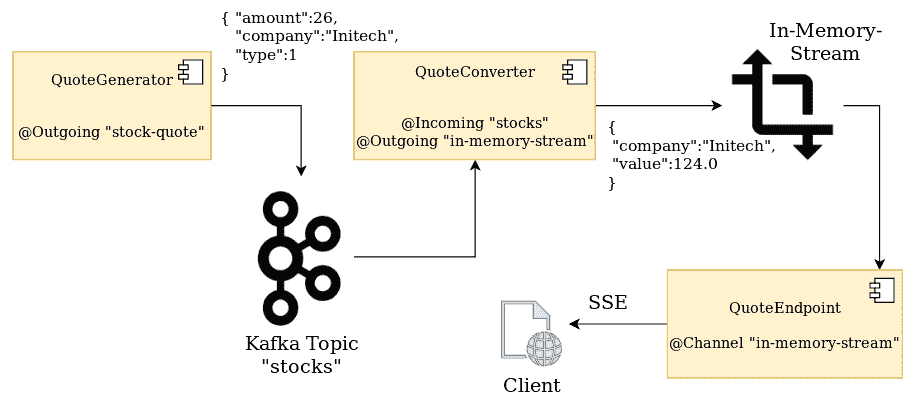 { "amount":26,
"company":"Initech",
"type":1
}
QuoteGenerator
@Outgoing "stock-quote"
QuoteConverter
@Incoming "stocks"
@Outgoing "in-memory-stream"
In-Memory-
Stream
{
"company":"Initech",
"value":124.0
}
Kafka Topic
"stocks"
QuoteEndpoint
@Channel "in-memory-stream"
SSE
Client